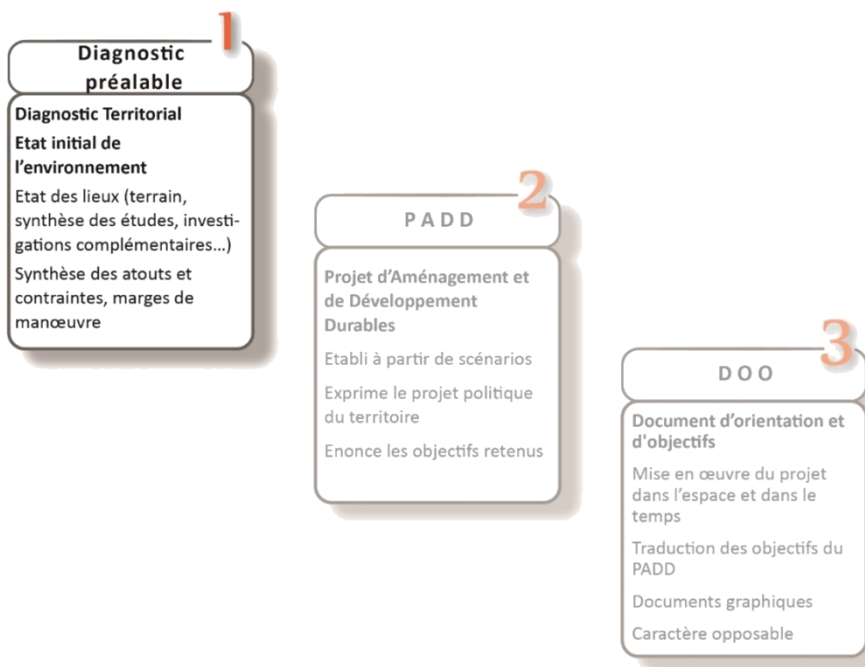 1
Diagnostic
préalable
Diagnostic Territorial
Etat initial de
l'environnement
Etat des lieux (terrain,
synthèse des études, investi-
gations complémentaires...)
Synthèse des atouts et
contraintes, marges de
manœuvre
2
PADD
Projet d'Aménagement et
de Développement
Durables
Etabli à partir de scénarios
Exprime le projet politique
du territoire
Enonce les objectifs retenus
3
DOO
Document d'orientation et
d'objectifs
Mise en œuvre du projet
dans l'espace et dans le
temps
Traduction des objectifs du
PADD
Documents graphiques
Caractère opposable